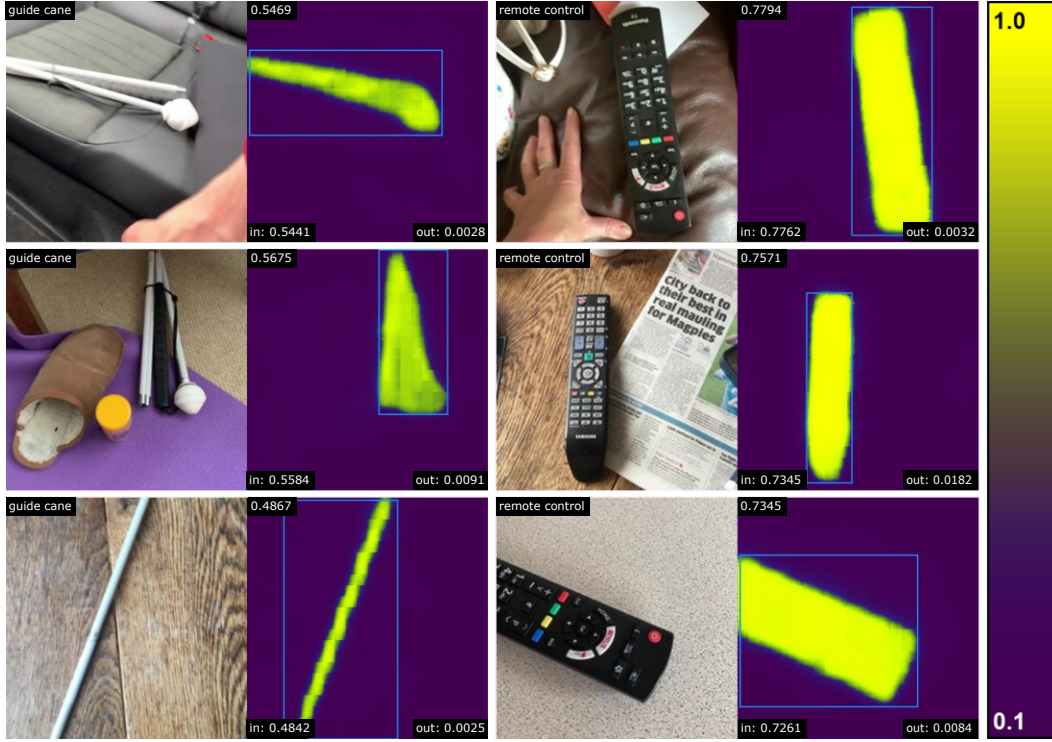 guide cane
0.5469
in: 0.5441
out: 0.0028
remote control
Panasonic
TV
0.7794
in: 0.7762
out: 0.0032
guide cane
0.5675
in: 0.5584
out: 0.0091
remote control
City back to
their best in
real mauling
for Magpies
SAMSUNG
0.7571
in: 0.7345
out: 0.0182
guide cane
0.4867
in: 0.4842
out: 0.0025
remote control
NETFLIX
0.7345
in: 0.7261
out: 0.0084
1.0
0.1